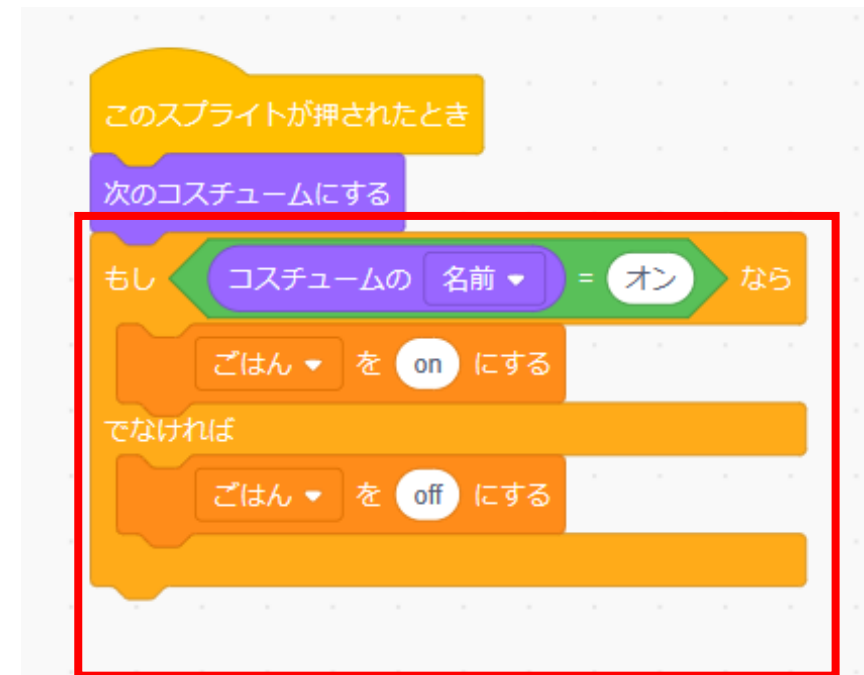 このスプライトが押されたとき
次のコスチュームにする
もし コスチュームの 名前 = オン なら
ごはん を on にする
でなければ
ごはん を off にする